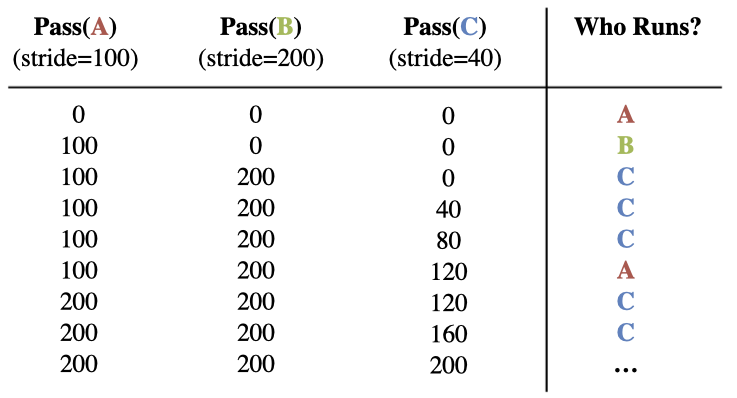 Pass(A) Pass(B) Pass(C) Who Runs?
(stride=100) (stride=200) (stride=40)
0 0 0 A
100 0 0 B
100 200 0 C
100 200 40 C
100 200 80 C
100 200 120 A
200 200 120 C
200 200 160 C
200 200 200 ...